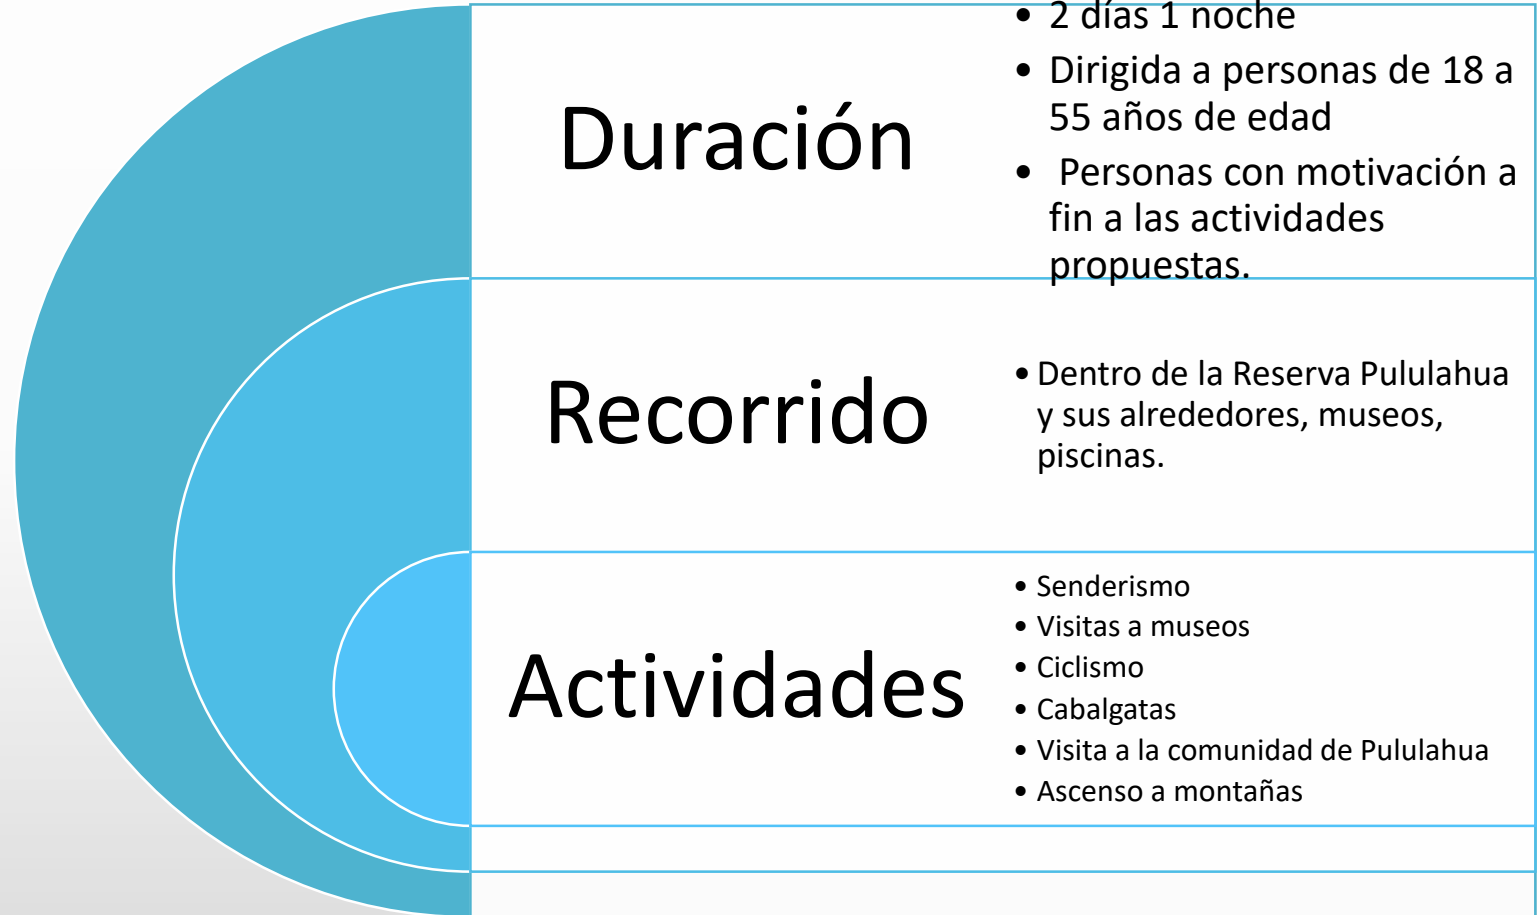 Duración
• 2 días 1 noche
• Dirigida a personas de 18 a
55 años de edad
• Personas con motivación a
fin a las actividades
propuestas.
Recorrido
• Dentro de la Reserva Pululahua
y sus alrededores, museos,
piscinas.
Actividades
• Senderismo
• Visitas a museos
• Ciclismo
• Cabalgatas
• Visita a la comunidad de Pululahua
• Ascenso a montañas